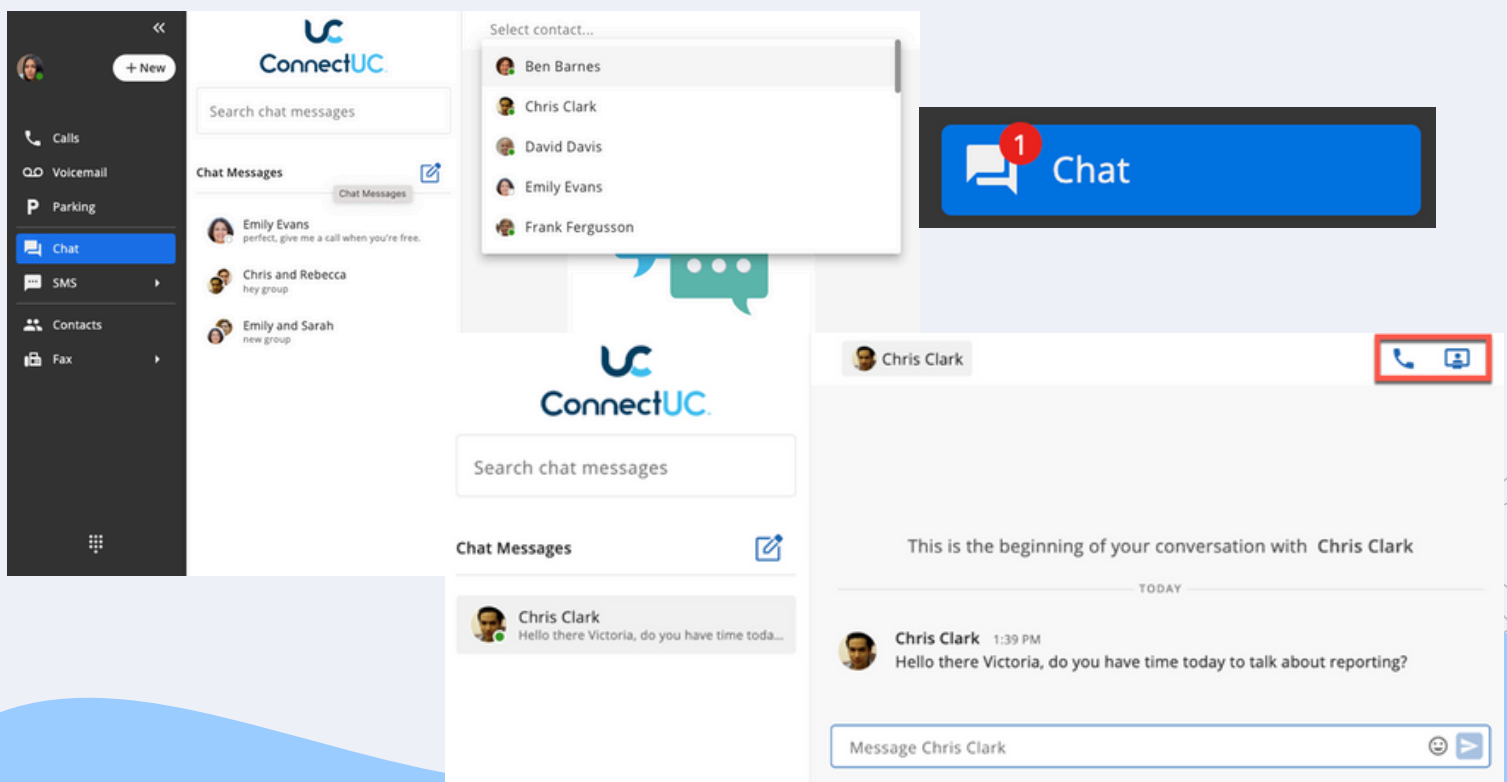 + New
Calls
Voicemail
P Parking
Chat
SMS
Contacts
Fax
UC
ConnectUC
Search chat messages
Chat Messages
Chat Messages
Emily Evans
perfect, give me a call when you're free.
Chris and Rebecca
hey group
Emily and Sarah
new group
Select contact...
Ben Barnes
Chris Clark
David Davis
Emily Evans
Frank Fergusson
1
Chat
UC
ConnectUC
Search chat messages
Chat Messages
Chris Clark
Hello there Victoria, do you have time toda...
Chris Clark
This is the beginning of your conversation with Chris Clark
TODAY
Chris Clark 1:39 PM
Hello there Victoria, do you have time today to talk about reporting?
Message Chris Clark